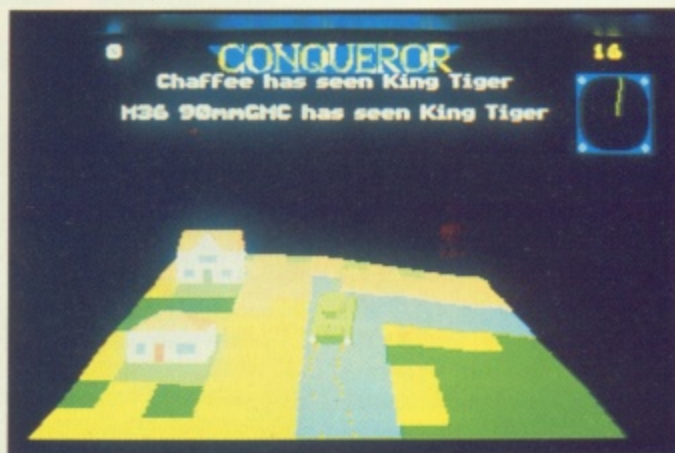 0 CONQUEROR 16
Chaffee has seen King Tiger
M36 90mmGMC has seen King Tiger